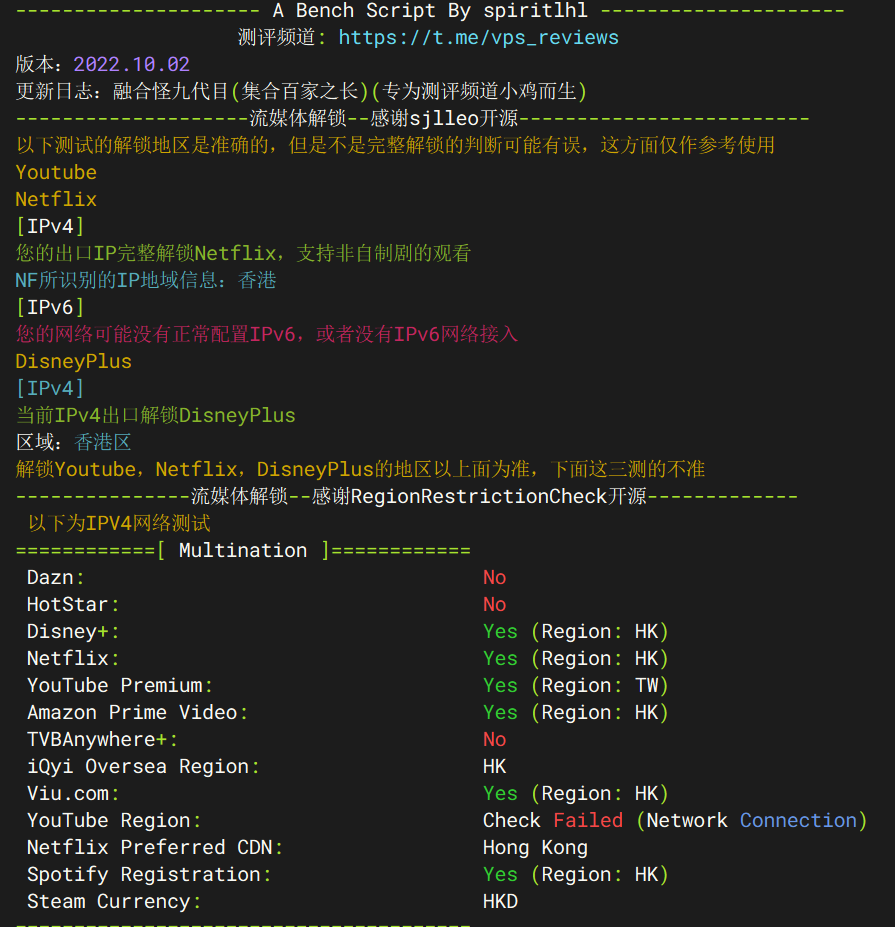 --------------------- A Bench Script By spiritlhl ---------------------
测评频道: https://t.me/vps_reviews
版本：2022.10.02
更新日志：融合怪九代目(集合百家之长)(专为测评频道小鸡而生)
--------------------流媒体解锁--感谢sjlleo开源-------------------------
以下测试的解锁地区是准确的，但是不是完整解锁的判断可能有误，这方面仅作参考使用
Youtube
Netflix
[IPv4]
您的出口IP完整解锁Netflix，支持非自制剧的观看
NF所识别的IP地域信息：香港
[IPv6]
您的网络可能没有正常配置IPv6，或者没有IPv6网络接入
DisneyPlus
[IPv4]
当前IPv4出口解锁DisneyPlus
区域：香港区
解锁Youtube，Netflix，DisneyPlus的地区以上面为准，下面这三测的不准
---------------流媒体解锁--感谢RegionRestrictionCheck开源-------------
以下为IPV4网络测试
============[ Multination ]============
Dazn: No
HotStar: No
Disney+: Yes (Region: HK)
Netflix: Yes (Region: HK)
YouTube Premium: Yes (Region: TW)
Amazon Prime Video: Yes (Region: HK)
TVBAnywhere+: No
iQyi Oversea Region: HK
Viu.com: Yes (Region: HK)
YouTube Region: Check Failed (Network Connection)
Netflix Preferred CDN: Hong Kong
Spotify Registration: Yes (Region: HK)
Steam Currency: HKD
=======================================